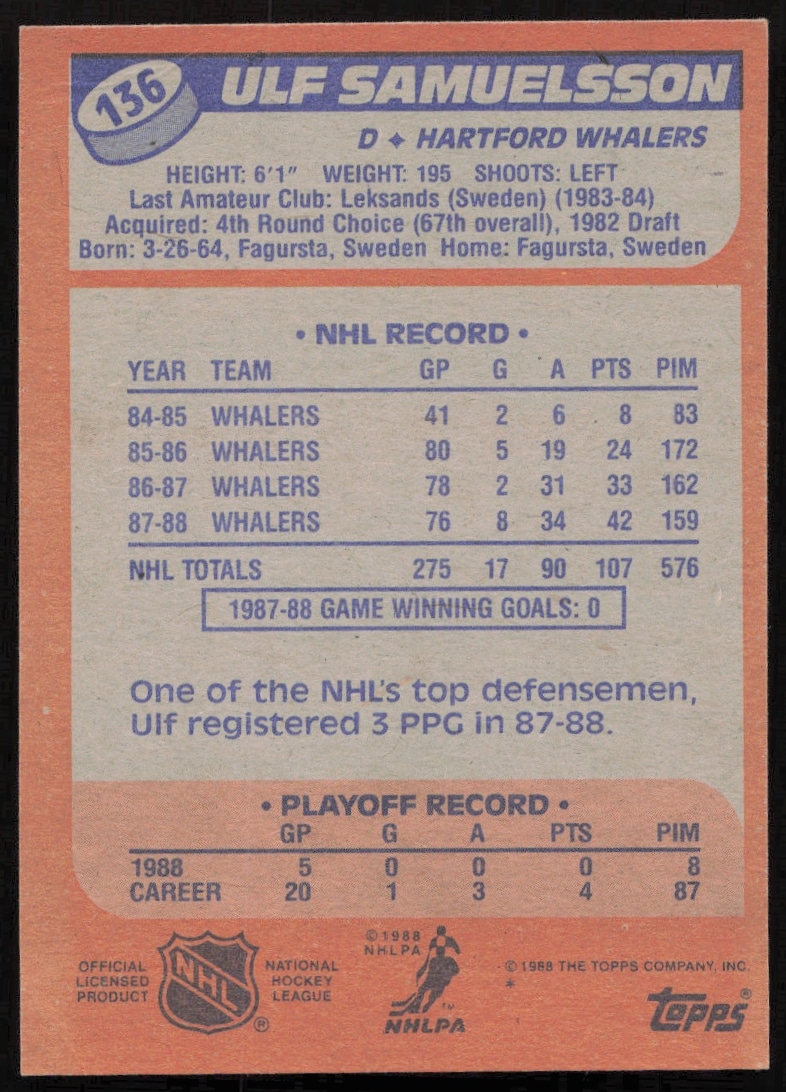 136
ULF SAMUELSSON
D ✦ HARTFORD WHALERS
HEIGHT: 6'1" WEIGHT: 195 SHOOTS: LEFT
Last Amateur Club: Leksands (Sweden) (1983-84)
Acquired: 4th Round Choice (67th overall), 1982 Draft
Born: 3-26-64, Fagursta, Sweden Home: Fagursta, Sweden
• NHL RECORD •
YEAR TEAM GP G A PTS PIM
84-85 WHALERS 41 2 6 8 83
85-86 WHALERS 80 5 19 24 172
86-87 WHALERS 78 2 31 33 162
87-88 WHALERS 76 8 34 42 159
NHL TOTALS 275 17 90 107 576
1987-88 GAME WINNING GOALS: 0
One of the NHL's top defensemen,
Ulf registered 3 PPG in 87-88.
• PLAYOFF RECORD •
GP G A PTS PIM
1988 5 0 0 0 8
CAREER 20 1 3 4 87
OFFICIAL
LICENSED
PRODUCT
NHL
®
NATIONAL
HOCKEY
LEAGUE
© 1988
NHLPA
TM
NHLPA
© 1988 THE TOPPS COMPANY, INC.
*
Topps®